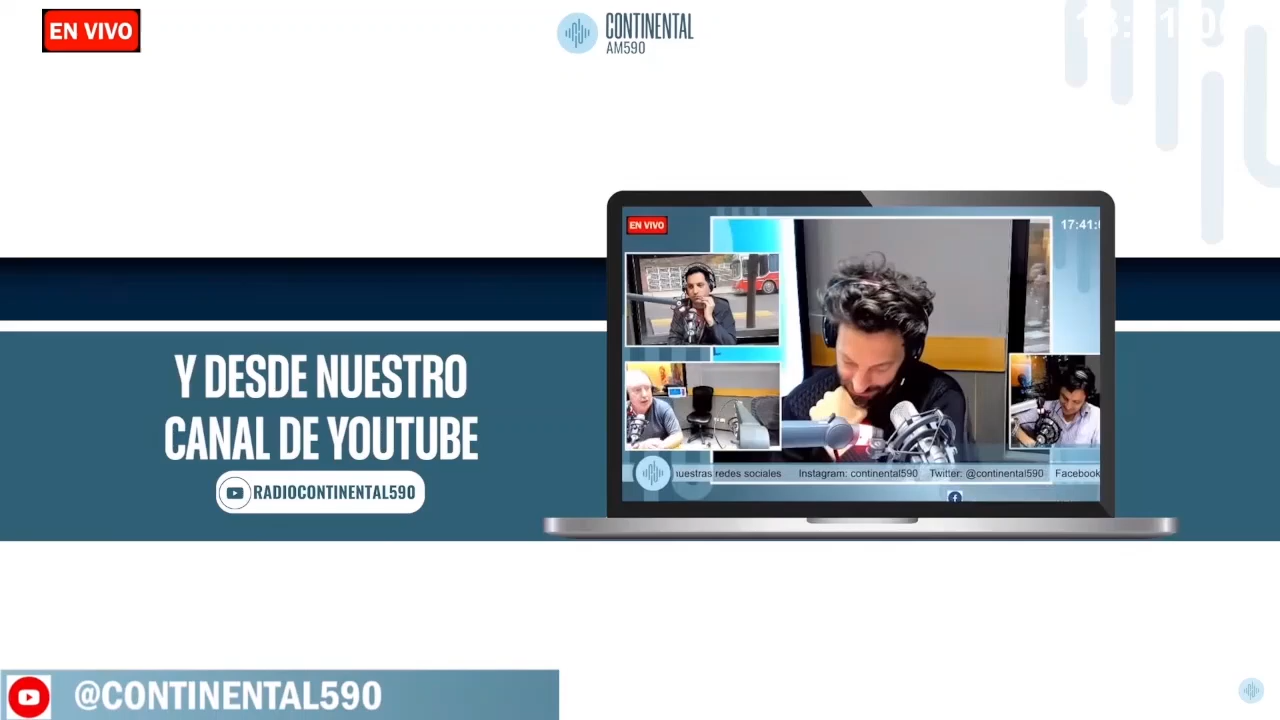 EN VIVO
CONTINENTAL
AM590
EN VIVO
17:41:
Y DESDE NUESTRO
CANAL DE YOUTUBE
RADIOCONTINENTAL590
nuestras redes sociales Instagram: continental590 Twitter: @continental590 Facebook
@CONTINENTAL590